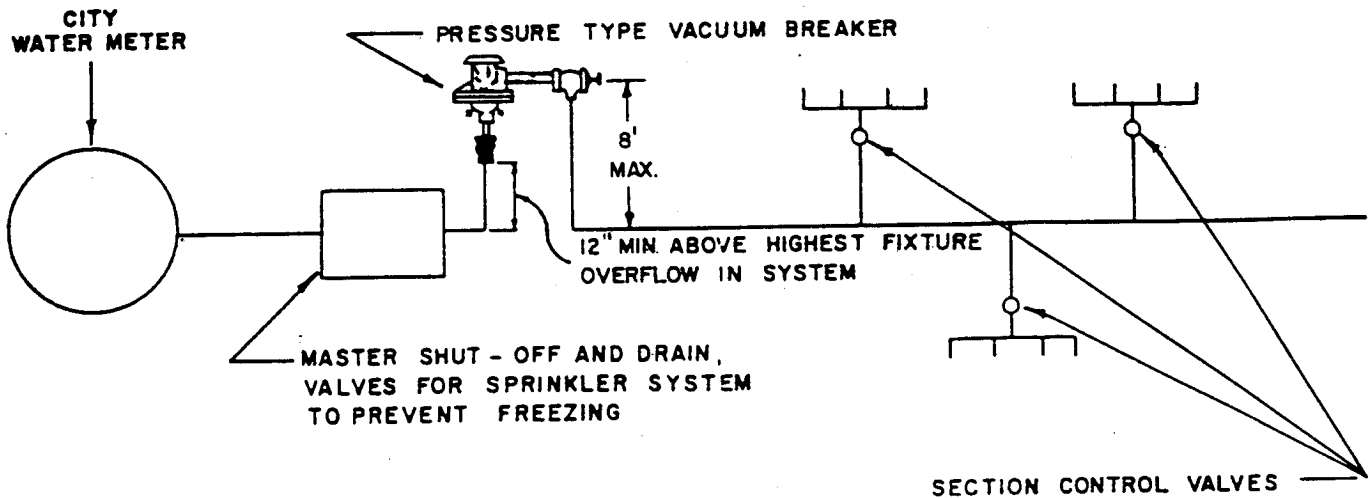 CITY
WATER METER
PRESSURE TYPE VACUUM BREAKER
8'
MAX.
12" MIN. ABOVE HIGHEST FIXTURE
OVERFLOW IN SYSTEM
MASTER SHUT-OFF AND DRAIN,
VALVES FOR SPRINKLER SYSTEM
TO PREVENT FREEZING
SECTION CONTROL VALVES